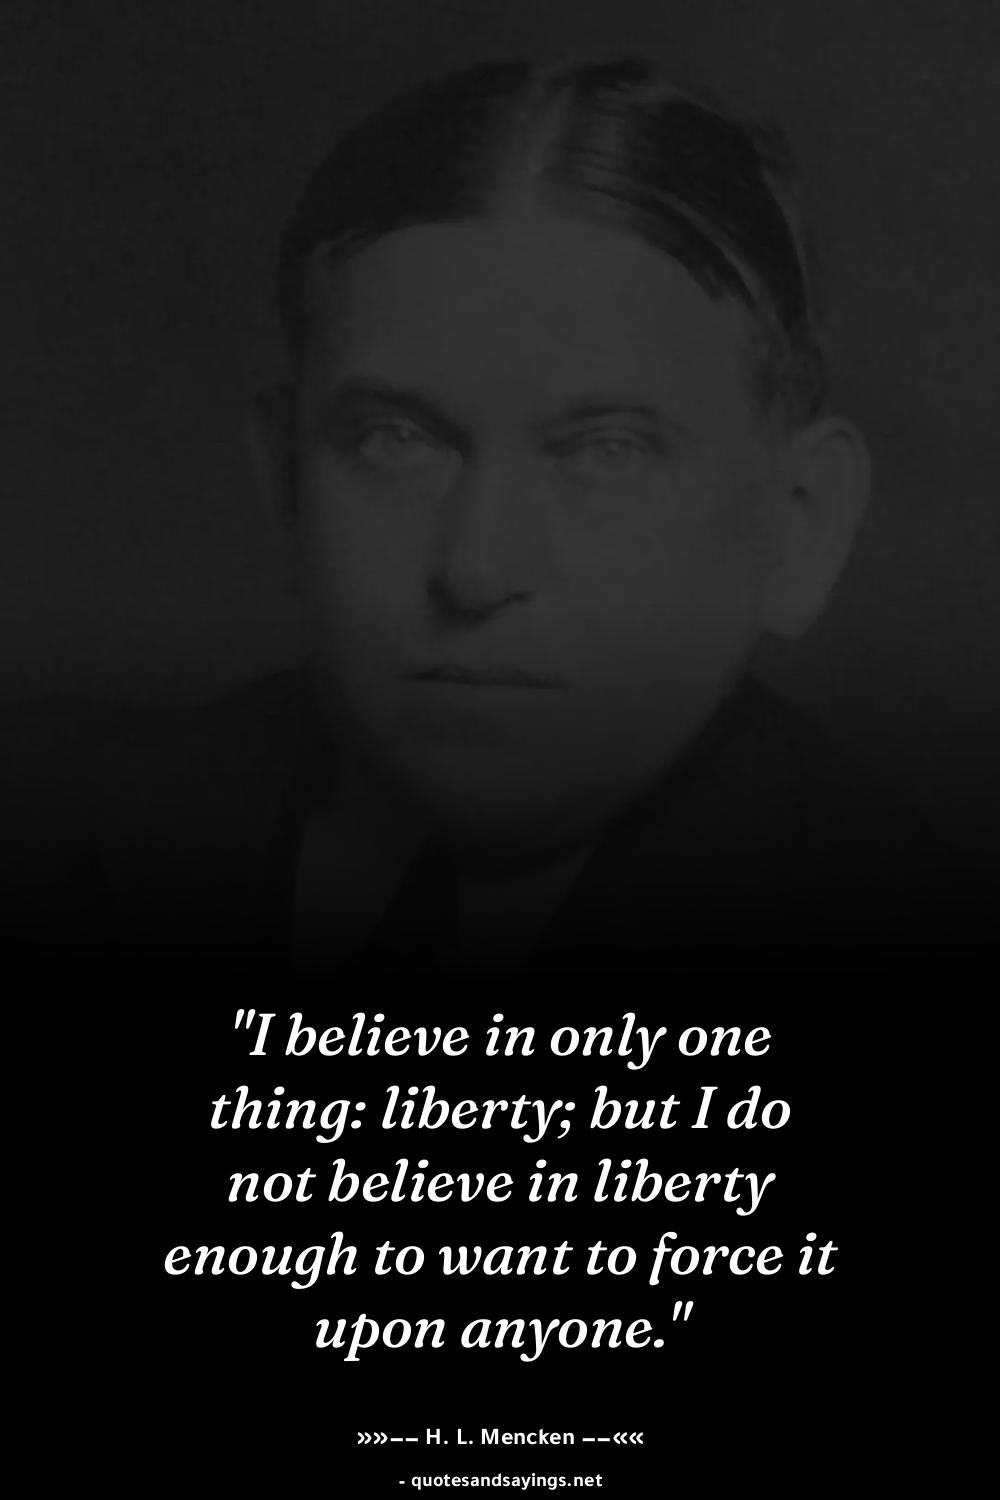 "I believe in only one
thing: liberty; but I do
not believe in liberty
enough to want to force it
upon anyone."
»»–– H. L. Mencken ––««
- quotesandsayings.net